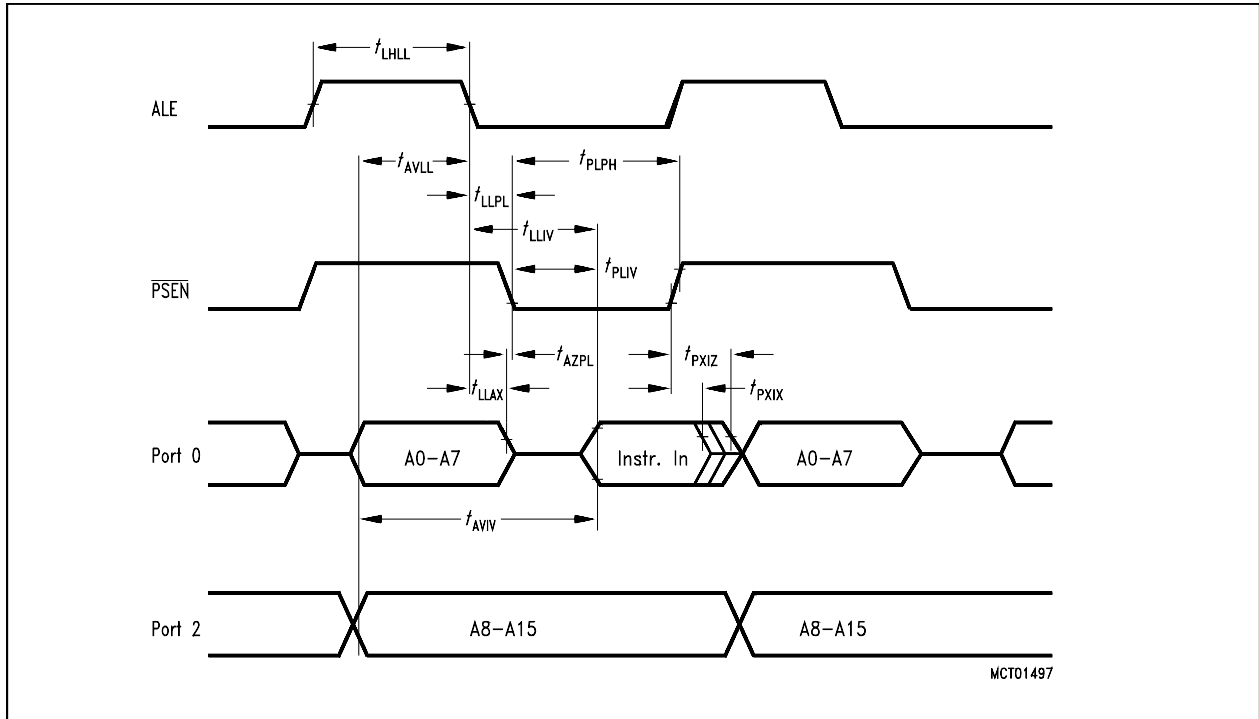 tLHLL
ALE
tAVLL
tPLPH
tLLPL
tLLIV
tPLIV
PSEN
tAZPL
tPXIZ
tLLAX
tPXIX
Port 0
A0-A7
Instr. In
A0-A7
tAVIV
Port 2
A8-A15
A8-A15
MCT01497